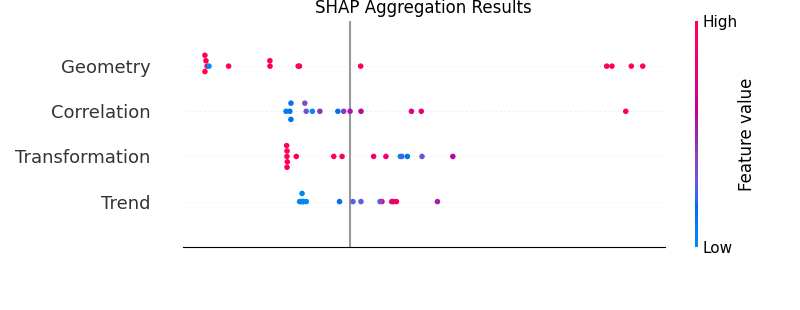 SHAP Aggregation Results
High
Geometry
Correlation
Transformation
Trend
Feature value
Low